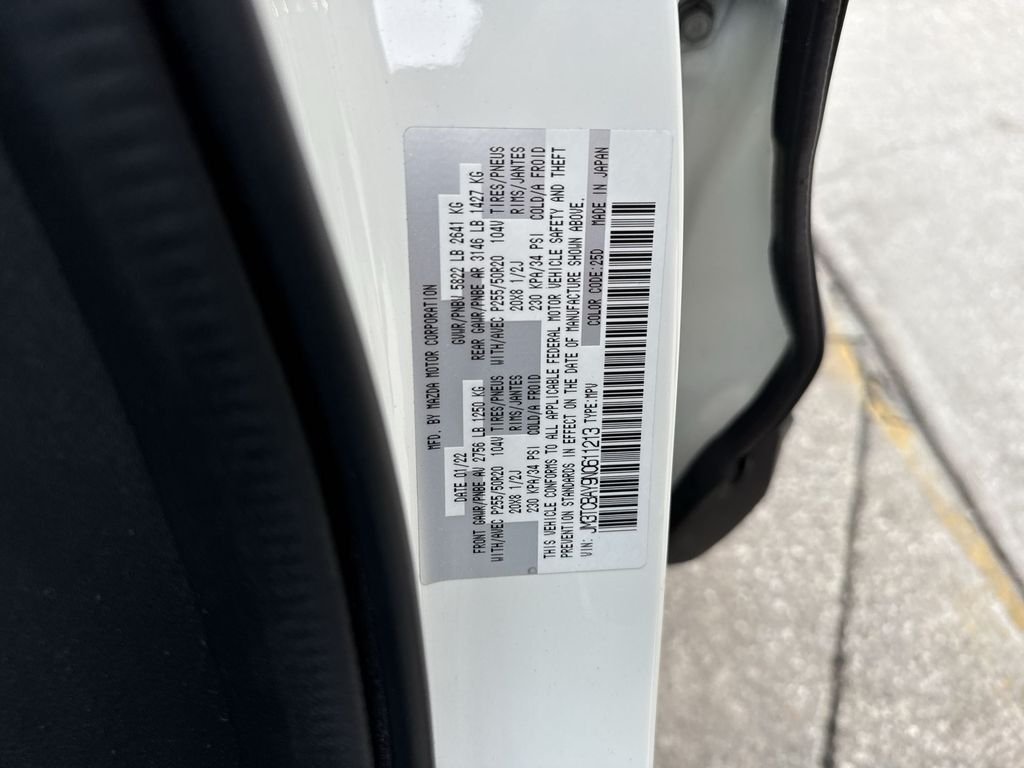 MFD. BY MAZDA MOTOR CORPORATION
DATE 01/22 GVWR/PNBV 5822 LB 2641 KG
FRONT GAWR/PNBE AV 2756 LB 1250 KG REAR GAWR/PNBE AR 3146 LB 1427 KG
WITH/AVEC P255/50R20 104V TIRES/PNEUS WITH/AVEC P255/50R20 104V TIRES/PNEUS
20X8 1/2J RIMS/JANTES 20X8 1/2J RIMS/JANTES
230 KPA/34 PSI COLD/A FROID 230 KPA/34 PSI COLD/A FROID
THIS VEHICLE CONFORMS TO ALL APPLICABLE FEDERAL MOTOR VEHICLE SAFETY AND THEFT
PREVENTION STANDARDS IN EFFECT ON THE DATE OF MANUFACTURE SHOWN ABOVE.
VIN: JM3TCBAY9N0611213 TYPE:MPV COLOR CODE:25D MADE IN JAPAN